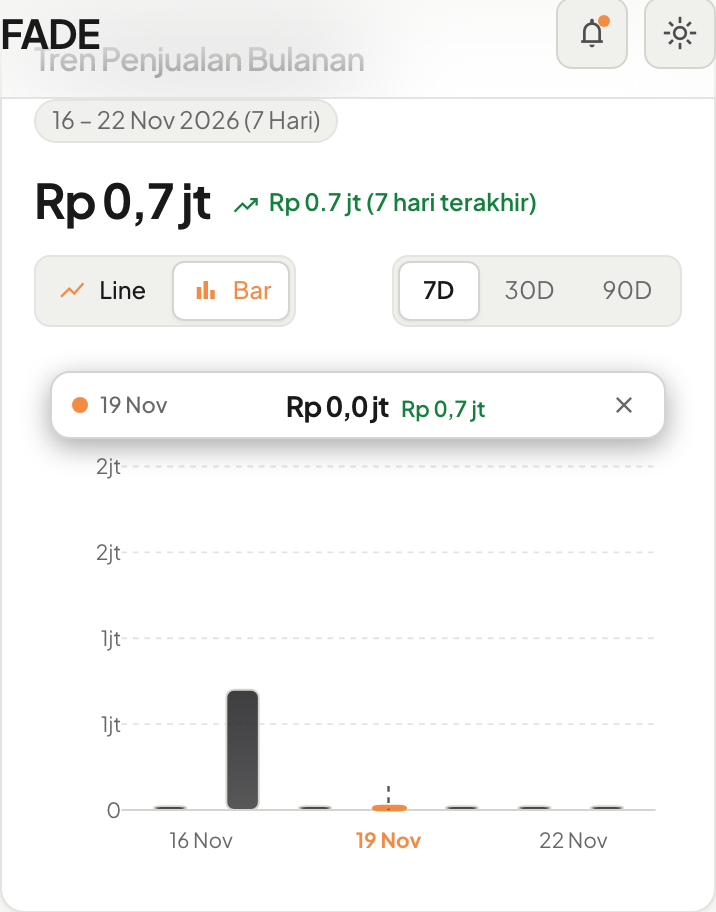 FADE
Tren Penjualan Bulanan
16 – 22 Nov 2026 (7 Hari)
Rp 0,7 jt Rp 0.7 jt (7 hari terakhir)
Line Bar 7D 30D 90D
19 Nov Rp 0,0 jt Rp 0,7 jt
2jt
2jt
1jt
1jt
0
16 Nov 19 Nov 22 Nov